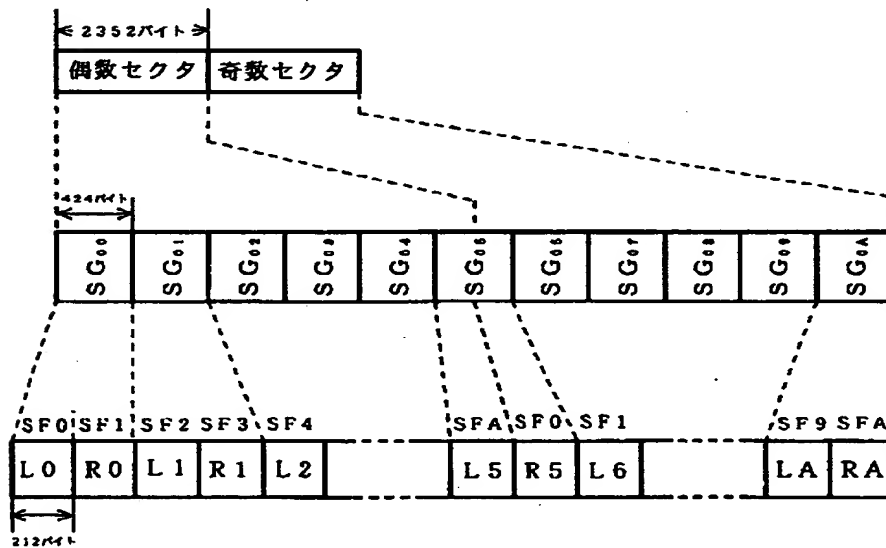 2352バイト
偶数セクタ 奇数セクタ
424バイト
SG00 SG01 SG02 SG03 SG04 SG05 SG06 SG07 SG08 SG09 SG0A
SF0 SF1 SF2 SF3 SF4 SFA SF0 SF1 SF9 SFA
L0 R0 L1 R1 L2 L5 R5 L6 LA RA
212バイト